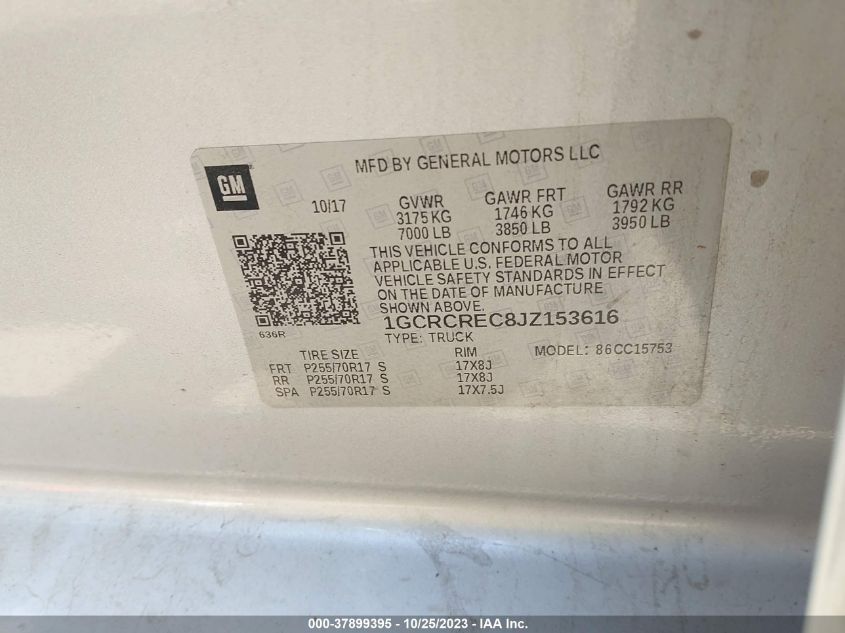 MFD BY GENERAL MOTORS LLC
GM
10/17 GVWR GAWR FRT GAWR RR
3175 KG 1746 KG 1792 KG
7000 LB 3850 LB 3950 LB
THIS VEHICLE CONFORMS TO ALL
APPLICABLE U.S. FEDERAL MOTOR
VEHICLE SAFETY STANDARDS IN EFFECT
ON THE DATE OF MANUFACTURE
SHOWN ABOVE.
1GCRCREC8JZ153616
636R
TYPE: TRUCK MODEL: 86CC15753
TIRE SIZE RIM
FRT P255/70R17 S 17X8J
RR P255/70R17 S 17X8J
SPA P255/70R17 S 17X7.5J
000-37899395 - 10/25/2023 - IAA Inc.